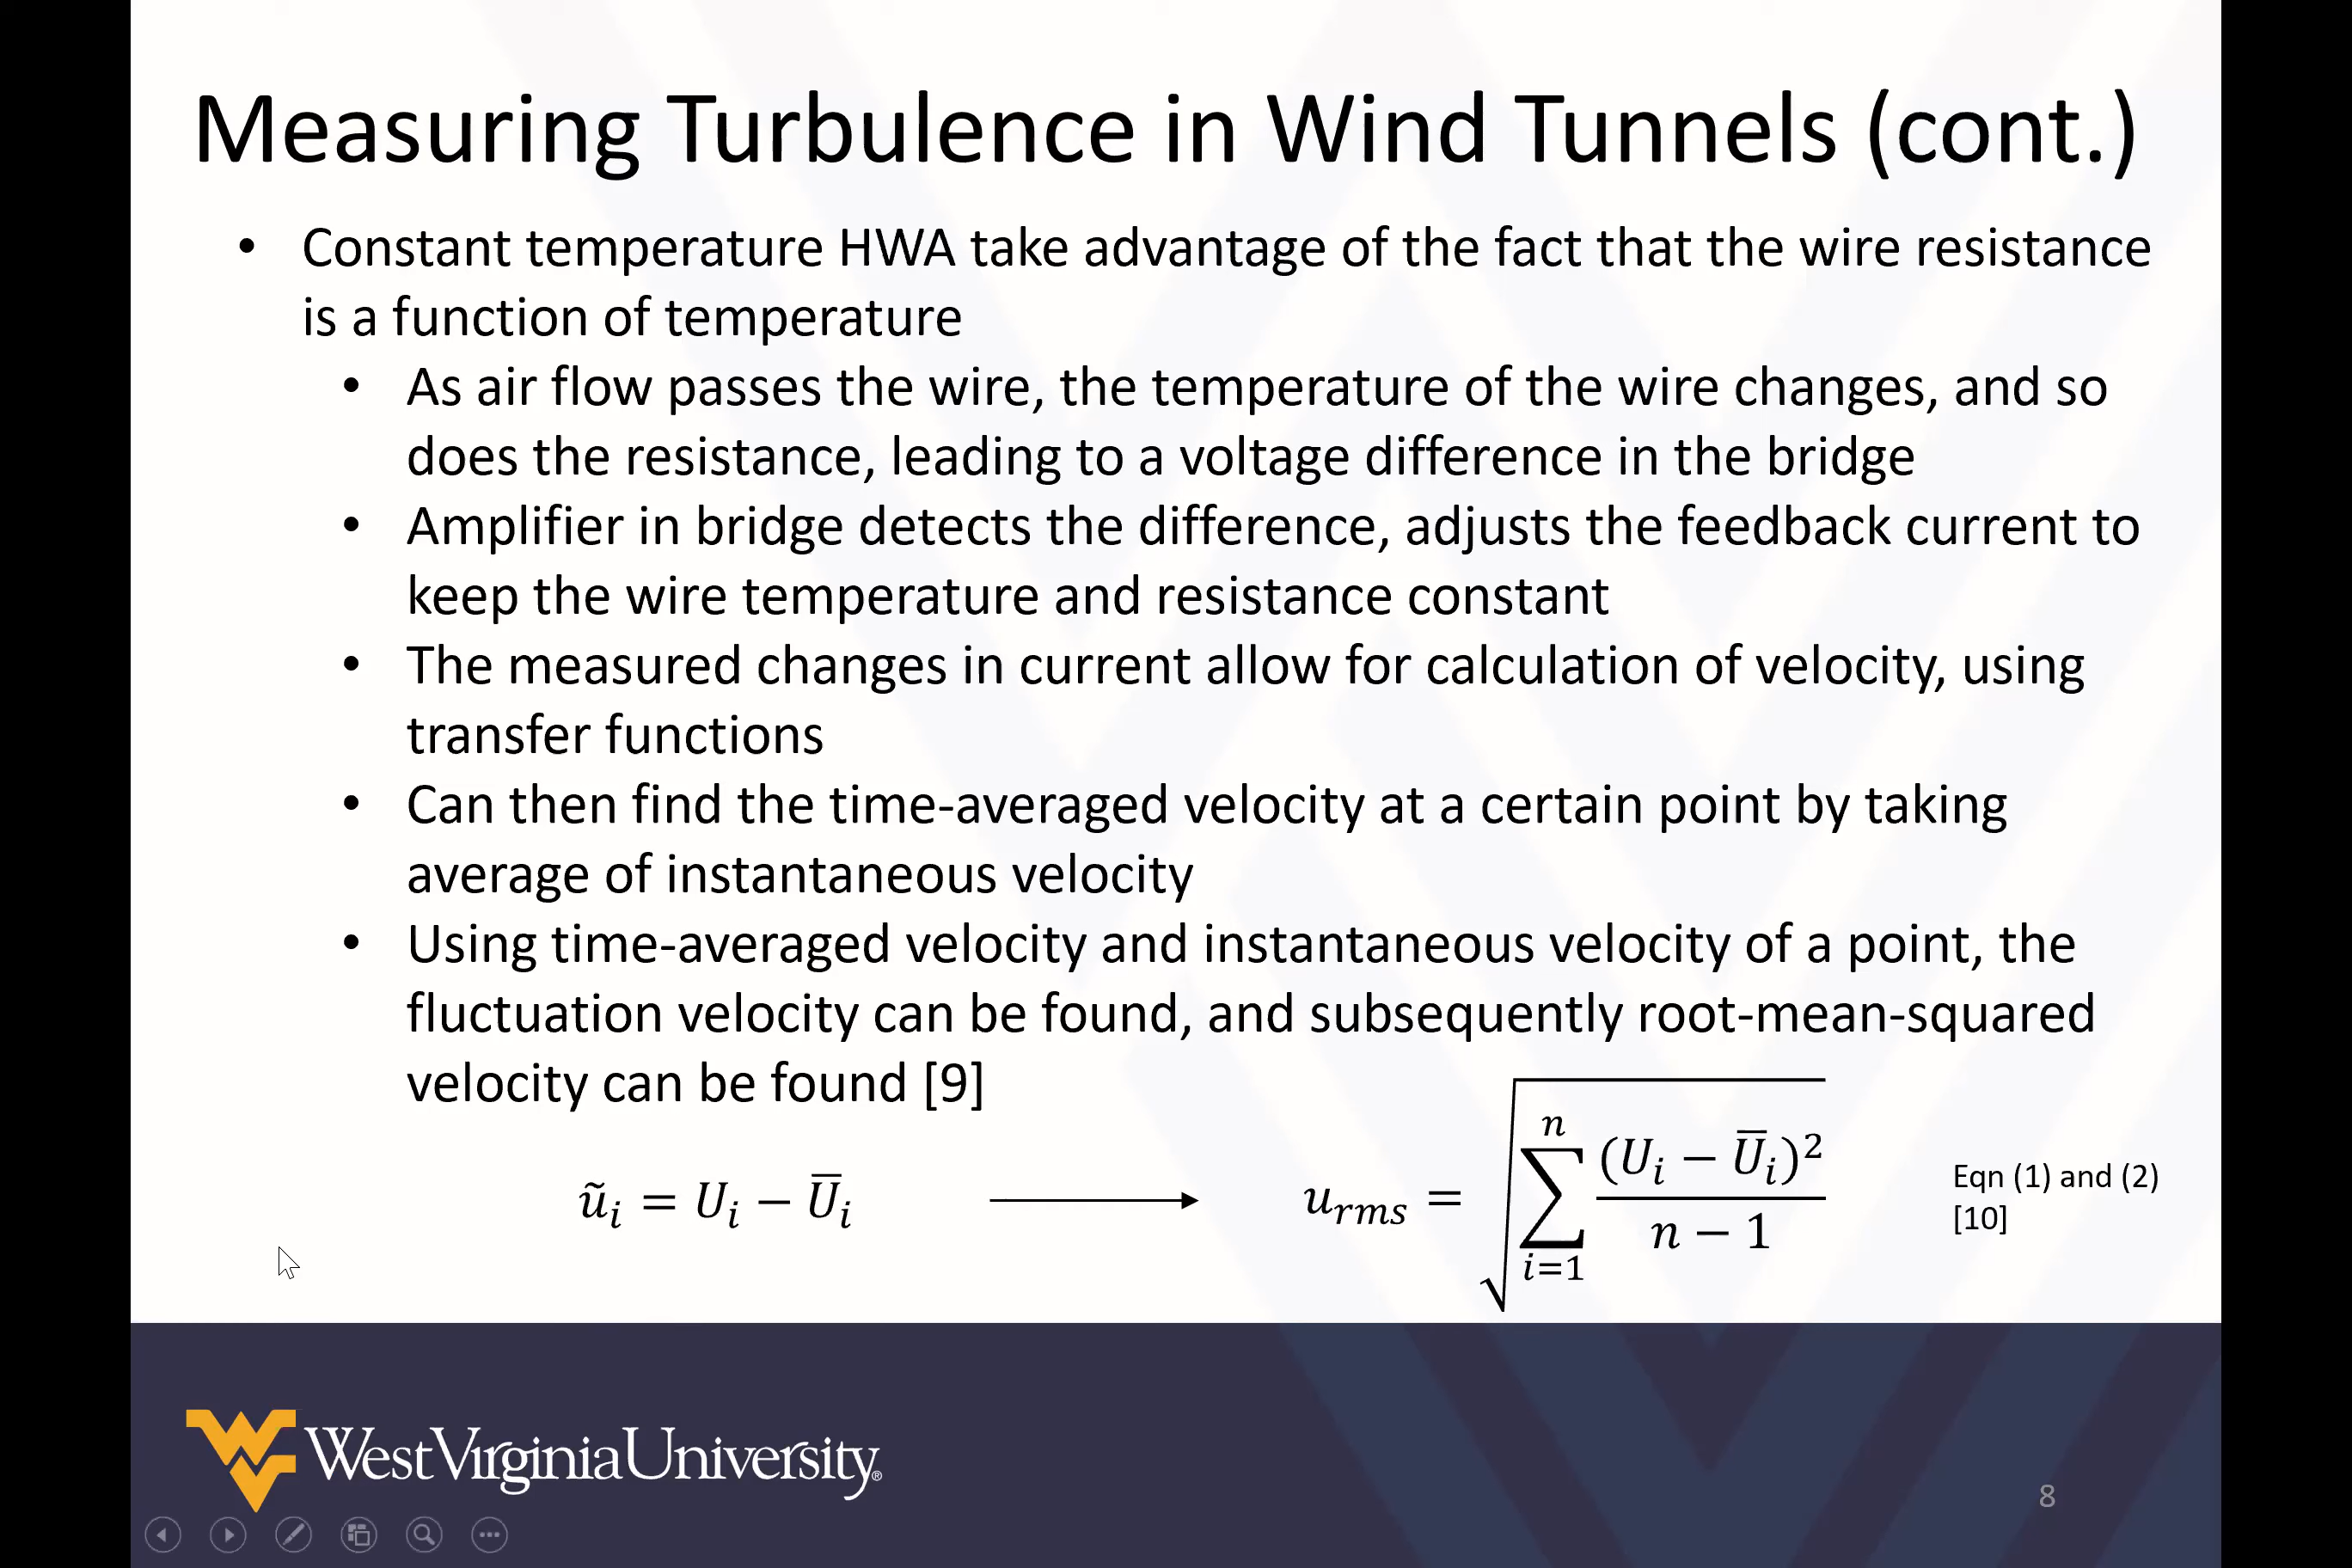 Measuring Turbulence in Wind Tunnels (cont.)
• Constant temperature HWA take advantage of the fact that the wire resistance
is a function of temperature
• As air flow passes the wire, the temperature of the wire changes, and so
does the resistance, leading to a voltage difference in the bridge
• Amplifier in bridge detects the difference, adjusts the feedback current to
keep the wire temperature and resistance constant
• The measured changes in current allow for calculation of velocity, using
transfer functions
• Can then find the time-averaged velocity at a certain point by taking
average of instantaneous velocity
• Using time-averaged velocity and instantaneous velocity of a point, the
fluctuation velocity can be found, and subsequently root-mean-squared
velocity can be found [9]
ũᵢ = Uᵢ − U̅ᵢ ⟶ u_rms = √(∑_{i=1}^{n} (Uᵢ − U̅ᵢ)² / (n − 1))
Eqn (1) and (2)
[10]
WestVirginiaUniversity®
8